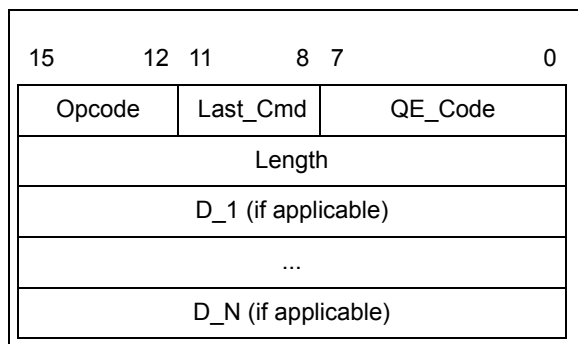 15 12 11 8 7 0
Opcode Last_Cmd QE_Code
Length
D_1 (if applicable)
...
D_N (if applicable)